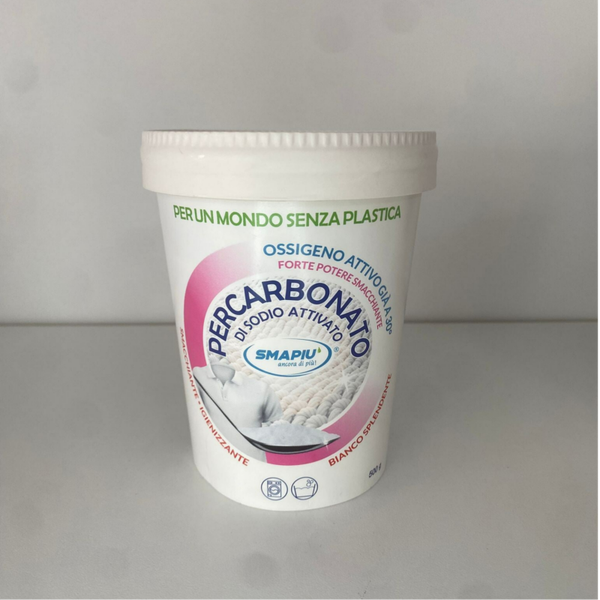 PER UN MONDO SENZA PLASTICA
OSSIGENO ATTIVO GIÀ A 30°
FORTE POTERE SMACCHIANTE
PERCARBONATO
DI SODIO ATTIVATO
SMAPIU'®
ancora di più!
SMACCHIANTE • IGIENIZZANTE
BIANCO SPLENDENTE
600 g